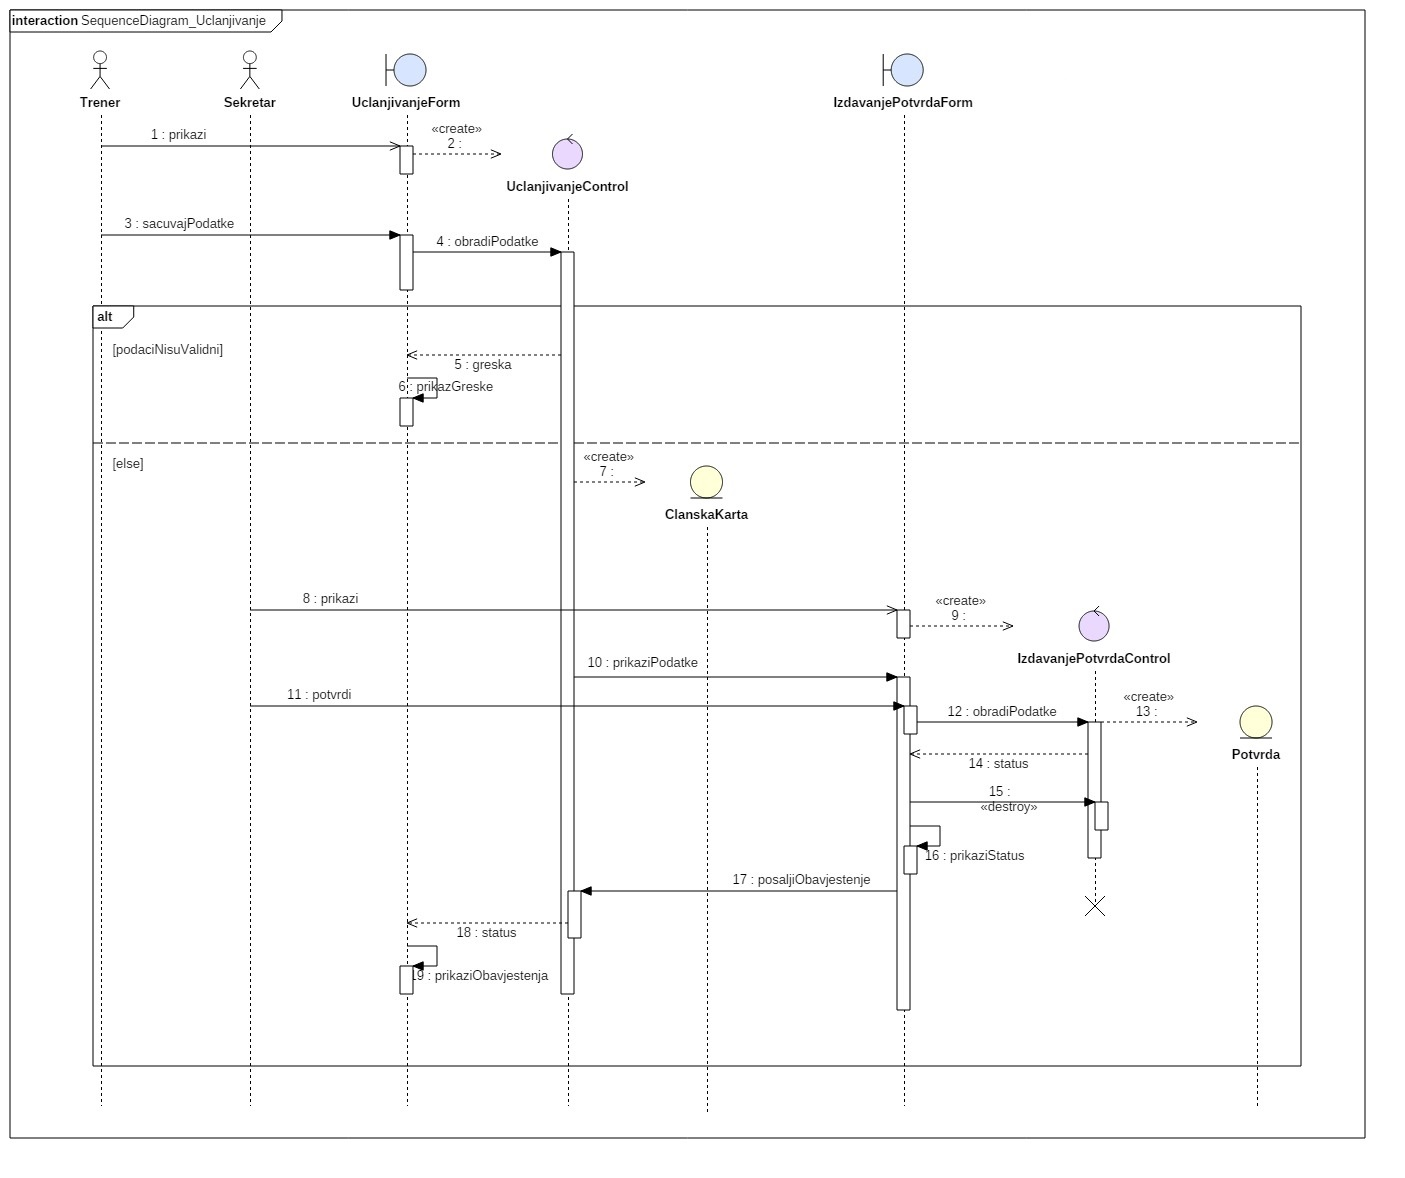 interaction SequenceDiagram_Uclanjivanje
Trener
Sekretar
UclanjivanjeForm
IzdavanjePotvrdaForm
1 : prikazi
«create»
2 :
UclanjivanjeControl
3 : sacuvajPodatke
4 : obradiPodatke
alt
[podaciNisuValidni]
5 : greska
6 : prikazGreske
[else]
«create»
7 :
ClanskaKarta
8 : prikazi
«create»
9 :
IzdavanjePotvrdaControl
10 : prikaziPodatke
11 : potvrdi
12 : obradiPodatke
«create»
13 :
Potvrda
14 : status
15 :
«destroy»
16 : prikaziStatus
17 : posaljiObavjestenje
18 : status
19 : prikaziObavjestenja